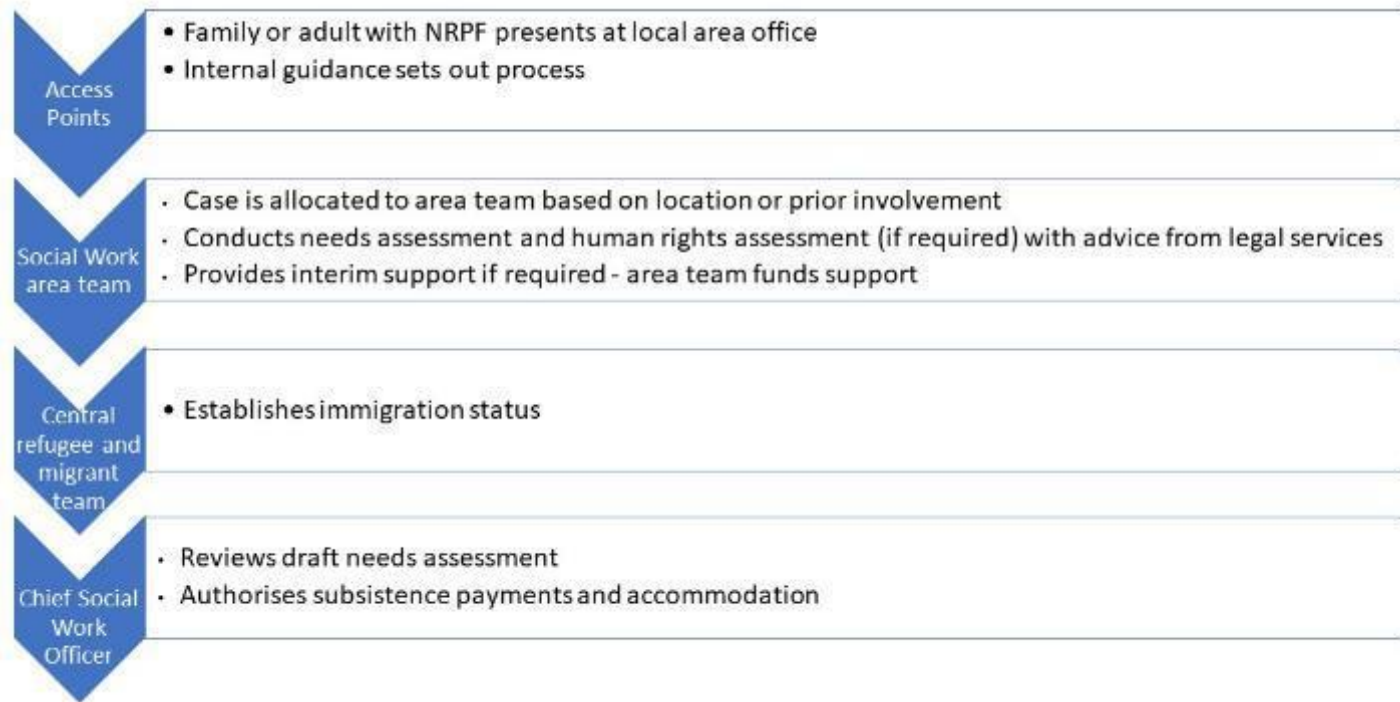 Access
Points
• Family or adult with NRPF presents at local area office
• Internal guidance sets out process
Social Work
area team
· Case is allocated to area team based on location or prior involvement
· Conducts needs assessment and human rights assessment (if required) with advice from legal services
· Provides interim support if required - area team funds support
Central
refugee and
migrant
team
• Establishes immigration status
Chief Social
Work
Officer
· Reviews draft needs assessment
· Authorises subsistence payments and accommodation